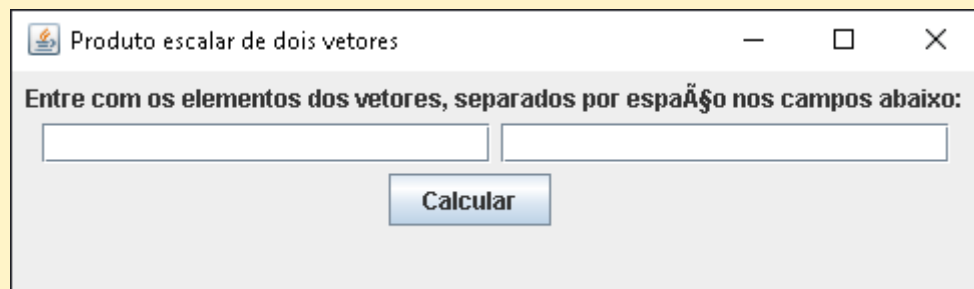 Produto escalar de dois vetores
Entre com os elementos dos vetores, separados por espaÃ§o nos campos abaixo:
Calcular